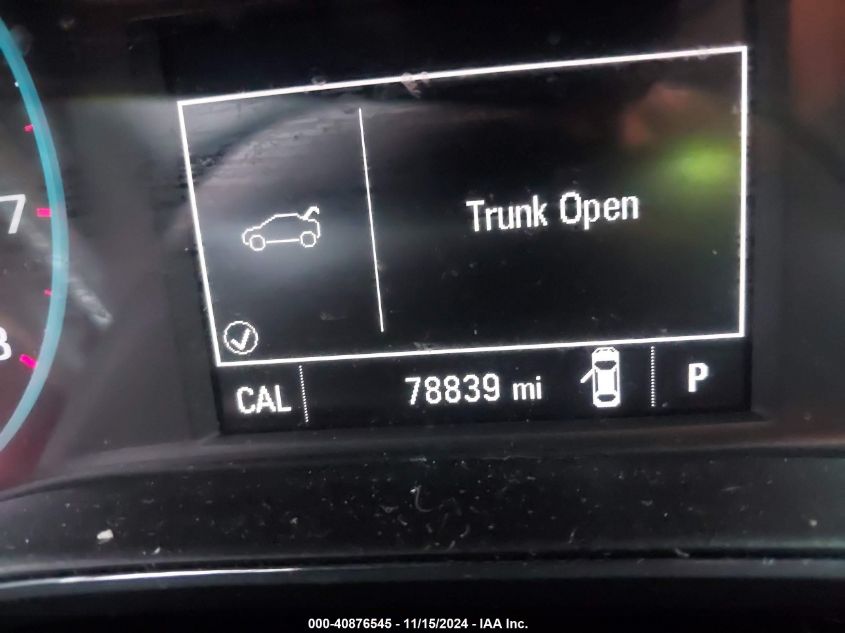 7
Trunk Open
8
CAL 78839 mi P
000-40876545 - 11/15/2024 - IAA Inc.